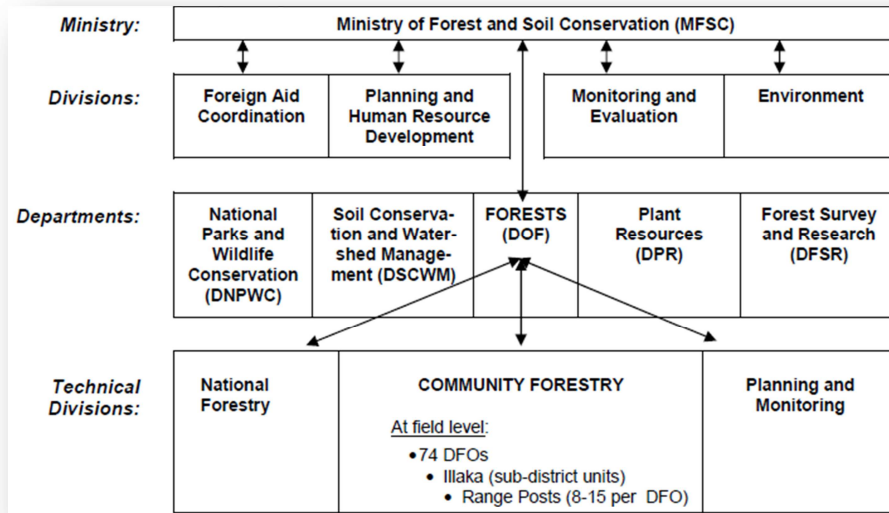 Ministry:
Ministry of Forest and Soil Conservation (MFSC)
Divisions:
Foreign Aid
Coordination
Planning and
Human Resource
Development
Monitoring and
Evaluation
Environment
Departments:
National
Parks and
Wildlife
Conservation
(DNPWC)
Soil Conserva-
tion and Water-
shed Manage-
ment (DSCWM)
FORESTS
(DOF)
Plant
Resources
(DPR)
Forest Survey
and Research
(DFSR)
Technical
Divisions:
National
Forestry
COMMUNITY FORESTRY
At field level:
•74 DFOs
• Illaka (sub-district units)
• Range Posts (8-15 per DFO)
Planning and
Monitoring